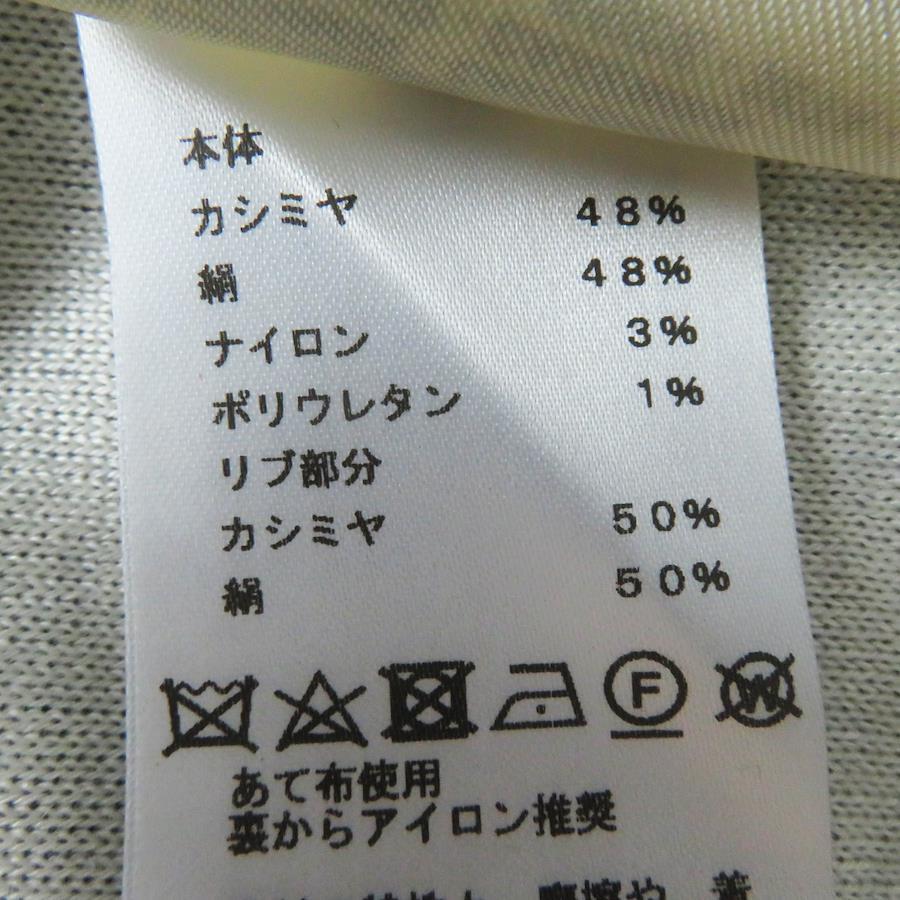 本体
カシミヤ 48%
絹 48%
ナイロン 3%
ポリウレタン 1%
リブ部分
カシミヤ 50%
絹 50%
F W
あて布使用
裏からアイロン推奨